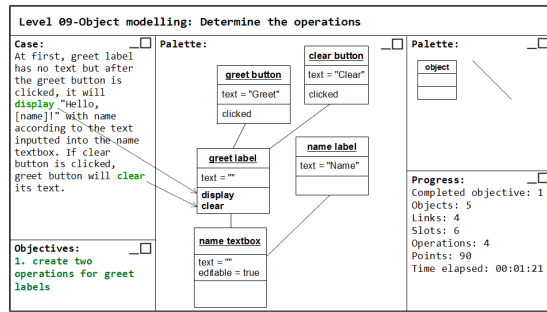 Level 09-Object modelling: Determine the operations
Case:
At first, greet label
has no text but after
the greet button is
clicked, it will
display "Hello,
[name]!" with name
according to the text
inputted into the name
textbox. If clear
button is clicked,
greet button will clear
its text.
Objectives:
1. create two
operations for greet
labels
Palette:
clear button
text = "Clear"
clicked
greet button
text = "Greet"
clicked
name label
text = "Name"
greet label
text = ""
display
clear
name textbox
text = ""
editable = true
Palette:
object
Progress:
Completed objective: 1
Objects: 5
Links: 4
Slots: 6
Operations: 4
Points: 90
Time elapsed: 00:01:21